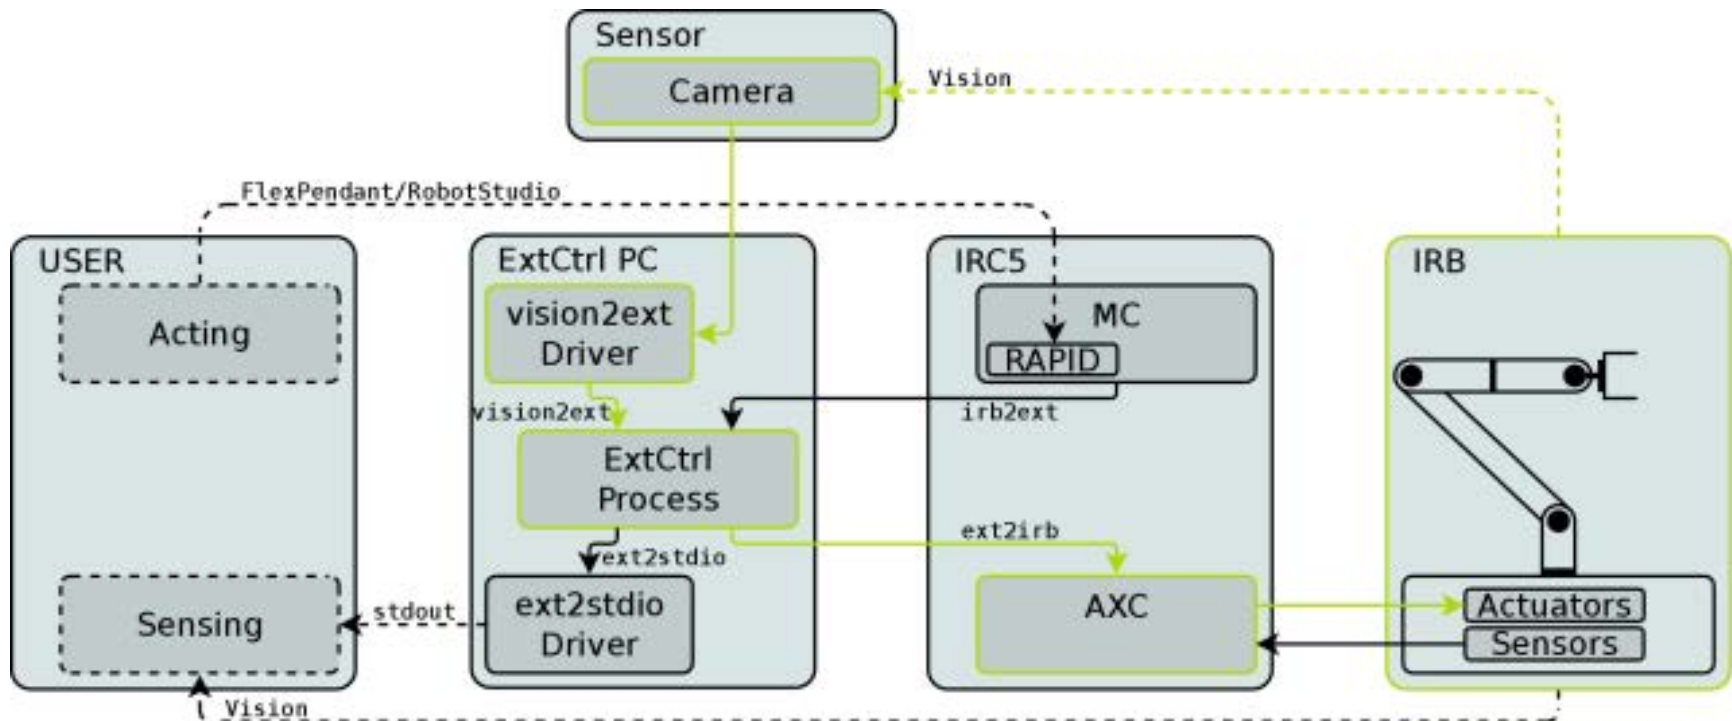 Sensor
Camera
Vision
FlexPendant/RobotStudio
USER
Acting
Sensing
ExtCtrl PC
vision2ext
Driver
vision2ext
ExtCtrl
Process
ext2stdio
ext2stdio
Driver
stdout
IRC5
MC
RAPID
irb2ext
ext2irb
AXC
IRB
Actuators
Sensors
Vision